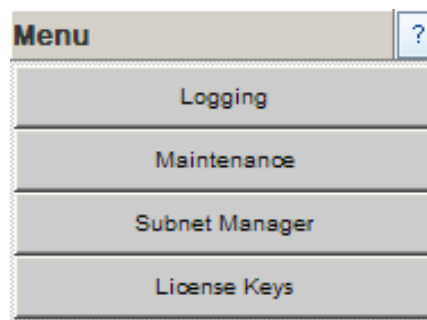 Menu ?
Logging
Maintenance
Subnet Manager
License Keys